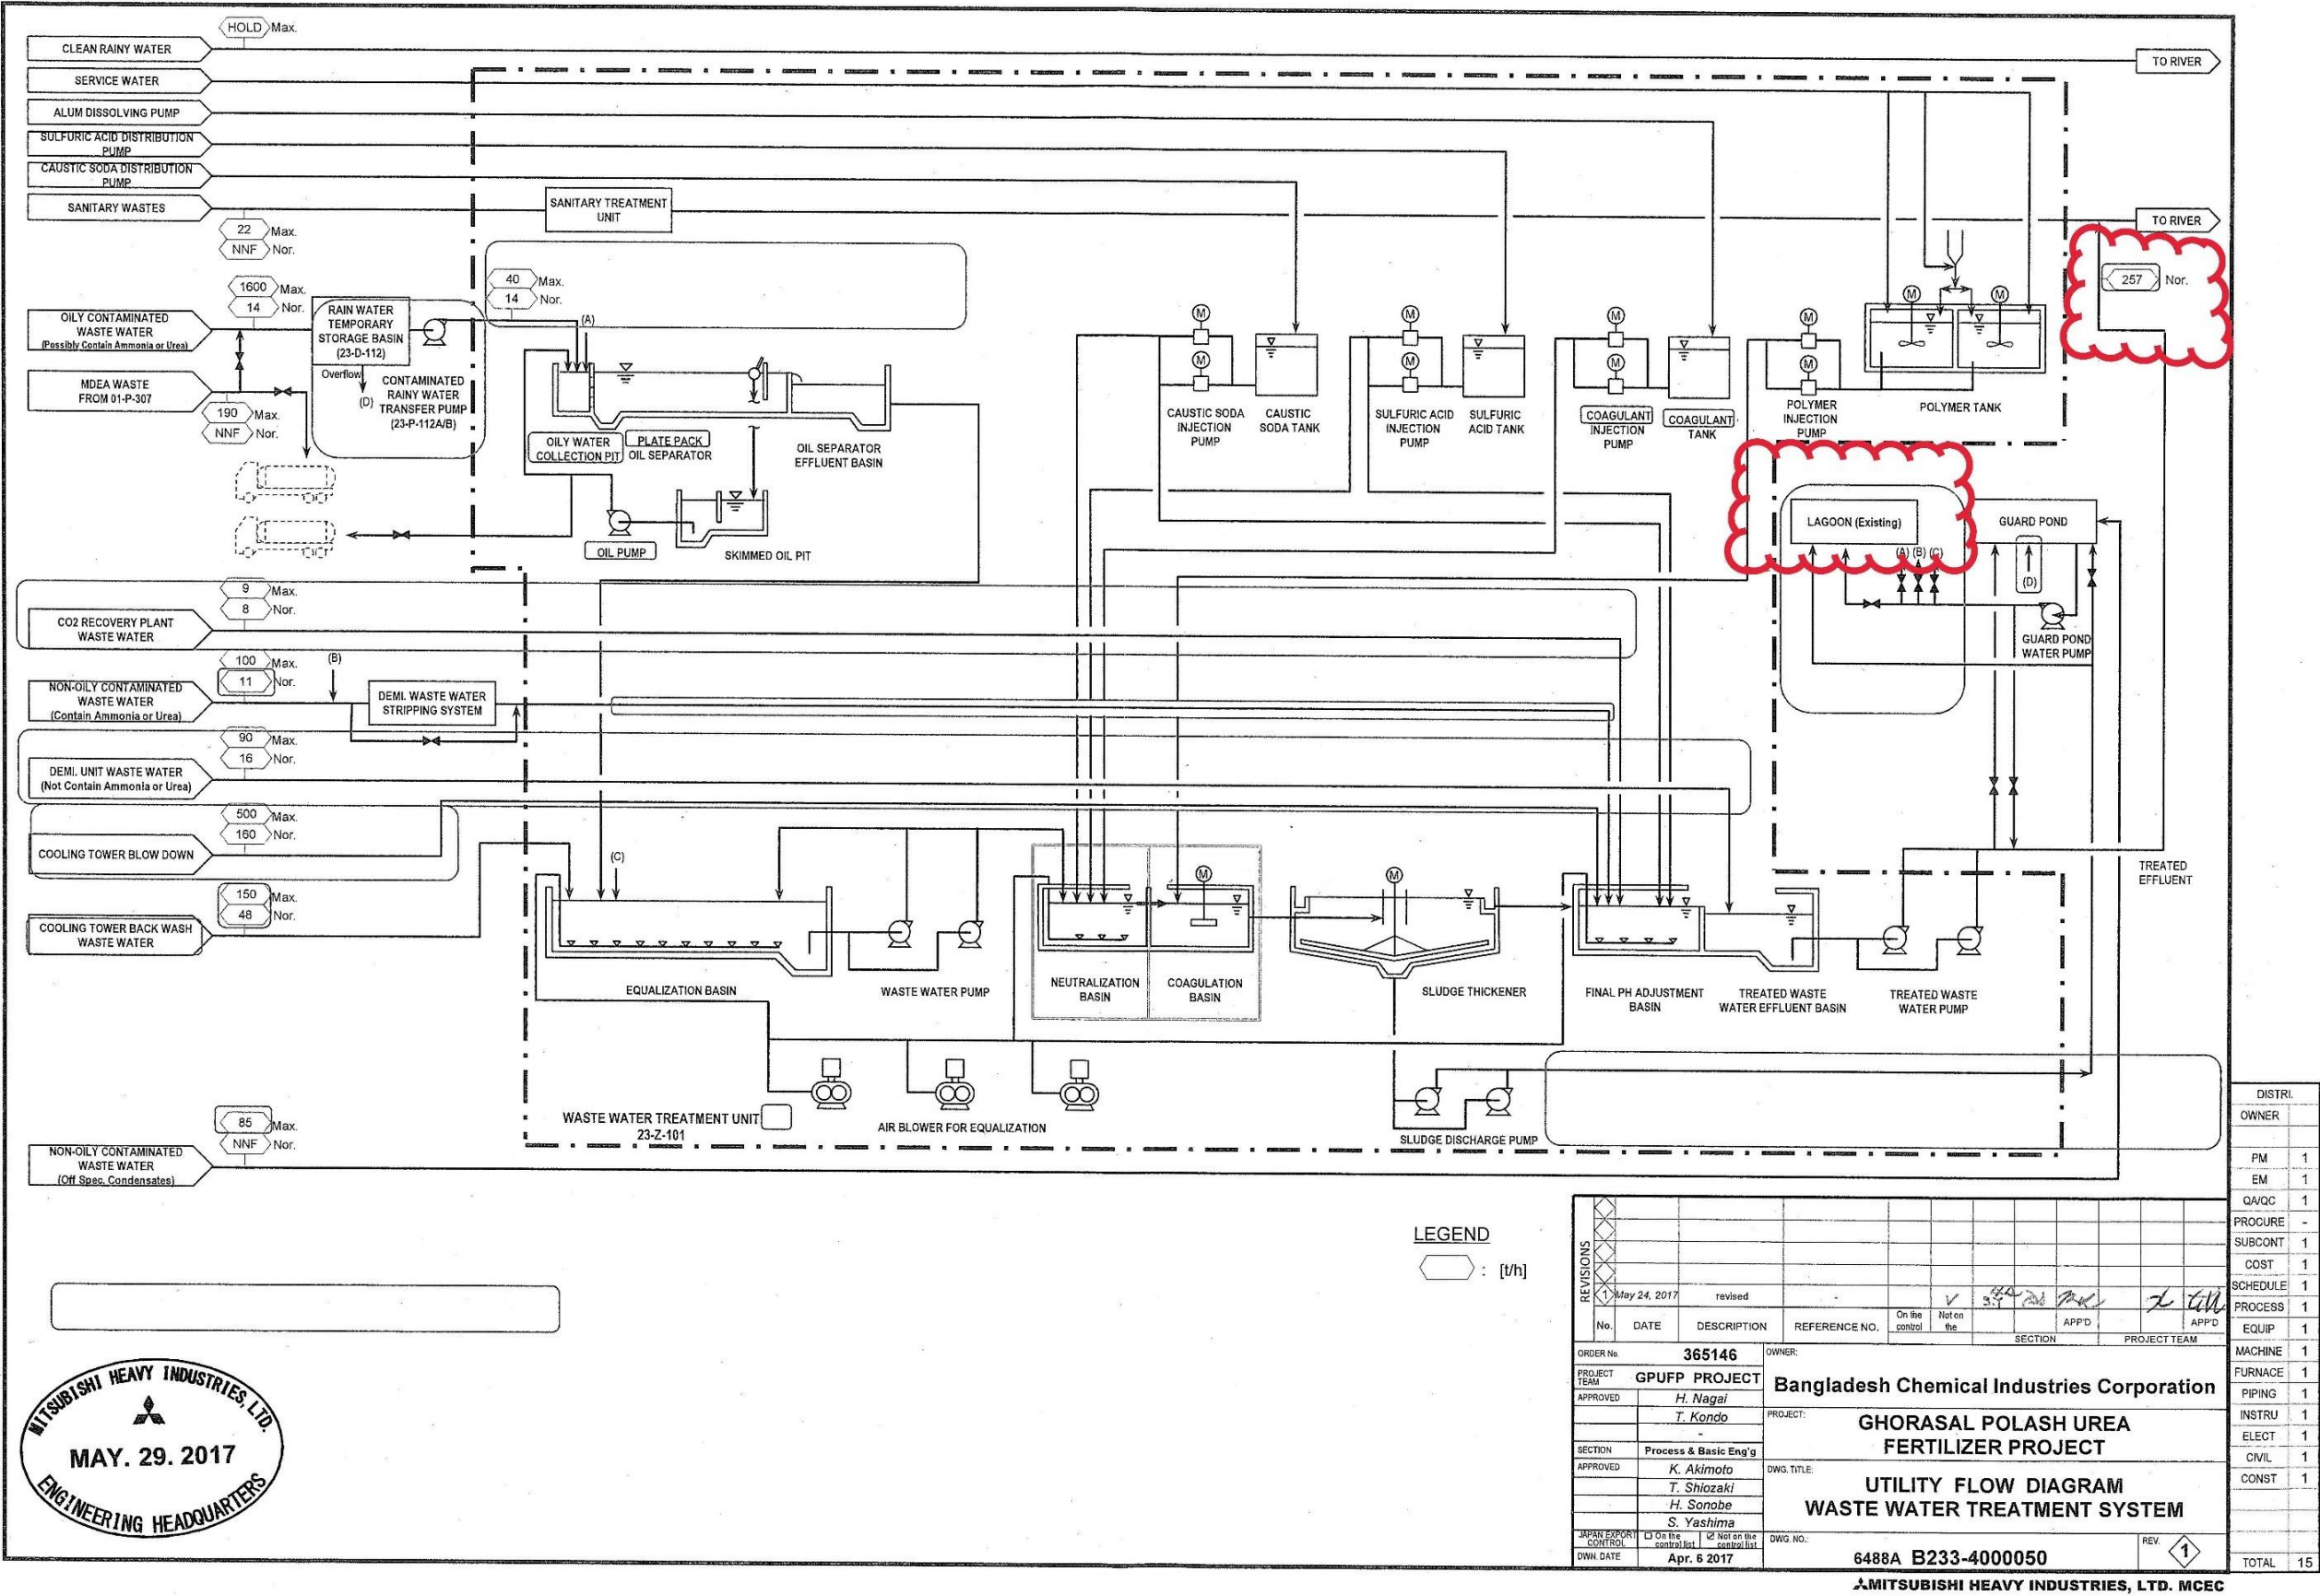 HOLD Max.
CLEAN RAINY WATER
TO RIVER
SERVICE WATER
ALUM DISSOLVING PUMP
SULFURIC ACID DISTRIBUTION
PUMP
CAUSTIC SODA DISTRIBUTION
PUMP
SANITARY WASTES
SANITARY TREATMENT
UNIT
TO RIVER
22 Max.
NNF Nor.
257 Nor.
1600 Max.
14 Nor.
40 Max.
14 Nor.
OILY CONTAMINATED
WASTE WATER
(Possibly Contain Ammonia or Urea)
RAIN WATER
TEMPORARY
STORAGE BASIN
(23-D-112)
Overflow
(D)
CONTAMINATED
RAINY WATER
TRANSFER PUMP
(23-P-112A/B)
(A)
MDEA WASTE
FROM 01-P-307
190 Max.
NNF Nor.
OILY WATER
COLLECTION PIT
PLATE PACK
OIL SEPARATOR
OIL SEPARATOR
EFFLUENT BASIN
OIL PUMP
SKIMMED OIL PIT
M
M
CAUSTIC SODA
INJECTION
PUMP
CAUSTIC
SODA TANK
M
M
SULFURIC ACID
INJECTION
PUMP
SULFURIC
ACID TANK
M
M
COAGULANT
INJECTION
PUMP
COAGULANT
TANK
M
M
POLYMER
INJECTION
PUMP
M
M
POLYMER TANK
LAGOON (Existing)
(A) (B) (C)
GUARD POND
(D)
GUARD POND
WATER PUMP
9 Max.
8 Nor.
CO2 RECOVERY PLANT
WASTE WATER
100 Max.
11 Nor.
(B)
NON-OILY CONTAMINATED
WASTE WATER
(Contain Ammonia or Urea)
DEMI. WASTE WATER
STRIPPING SYSTEM
90 Max.
16 Nor.
DEMI. UNIT WASTE WATER
(Not Contain Ammonia or Urea)
500 Max.
160 Nor.
COOLING TOWER BLOW DOWN
(C)
150 Max.
48 Nor.
COOLING TOWER BACK WASH
WASTE WATER
M
M
TREATED
EFFLUENT
EQUALIZATION BASIN
WASTE WATER PUMP
NEUTRALIZATION
BASIN
COAGULATION
BASIN
SLUDGE THICKENER
FINAL PH ADJUSTMENT
BASIN
TREATED WASTE
WATER EFFLUENT BASIN
TREATED WASTE
WATER PUMP
WASTE WATER TREATMENT UNIT
23-Z-101
AIR BLOWER FOR EQUALIZATION
SLUDGE DISCHARGE PUMP
85 Max.
NNF Nor.
NON-OILY CONTAMINATED
WASTE WATER
(Off Spec. Condensates)
LEGEND
: [t/h]
MITSUBISHI HEAVY INDUSTRIES, LTD.
MAY. 29. 2017
ENGINEERING HEADQUARTERS
REVISIONS
1 May 24, 2017 revised -
No. DATE DESCRIPTION REFERENCE NO. On the control Not on the APP'D APP'D
SECTION PROJECT TEAM
ORDER No. 365146
PROJECT TEAM GPUFP PROJECT
APPROVED H. Nagai
T. Kondo
-
SECTION Process & Basic Eng'g
APPROVED K. Akimoto
T. Shiozaki
H. Sonobe
S. Yashima
JAPAN EXPORT CONTROL On the control list Not on the control list
DWN. DATE Apr. 6 2017
OWNER:
Bangladesh Chemical Industries Corporation
PROJECT:
GHORASAL POLASH UREA
FERTILIZER PROJECT
DWG. TITLE:
UTILITY FLOW DIAGRAM
WASTE WATER TREATMENT SYSTEM
DWG. NO.:
6488A B233-4000050
REV. 1
DISTRI.
OWNER
PM 1
EM 1
QA/QC 1
PROCURE -
SUBCONT 1
COST 1
SCHEDULE 1
PROCESS 1
EQUIP 1
MACHINE 1
FURNACE 1
PIPING 1
INSTRU 1
ELECT 1
CIVIL 1
CONST 1
TOTAL 15
MITSUBISHI HEAVY INDUSTRIES, LTD. MCEC